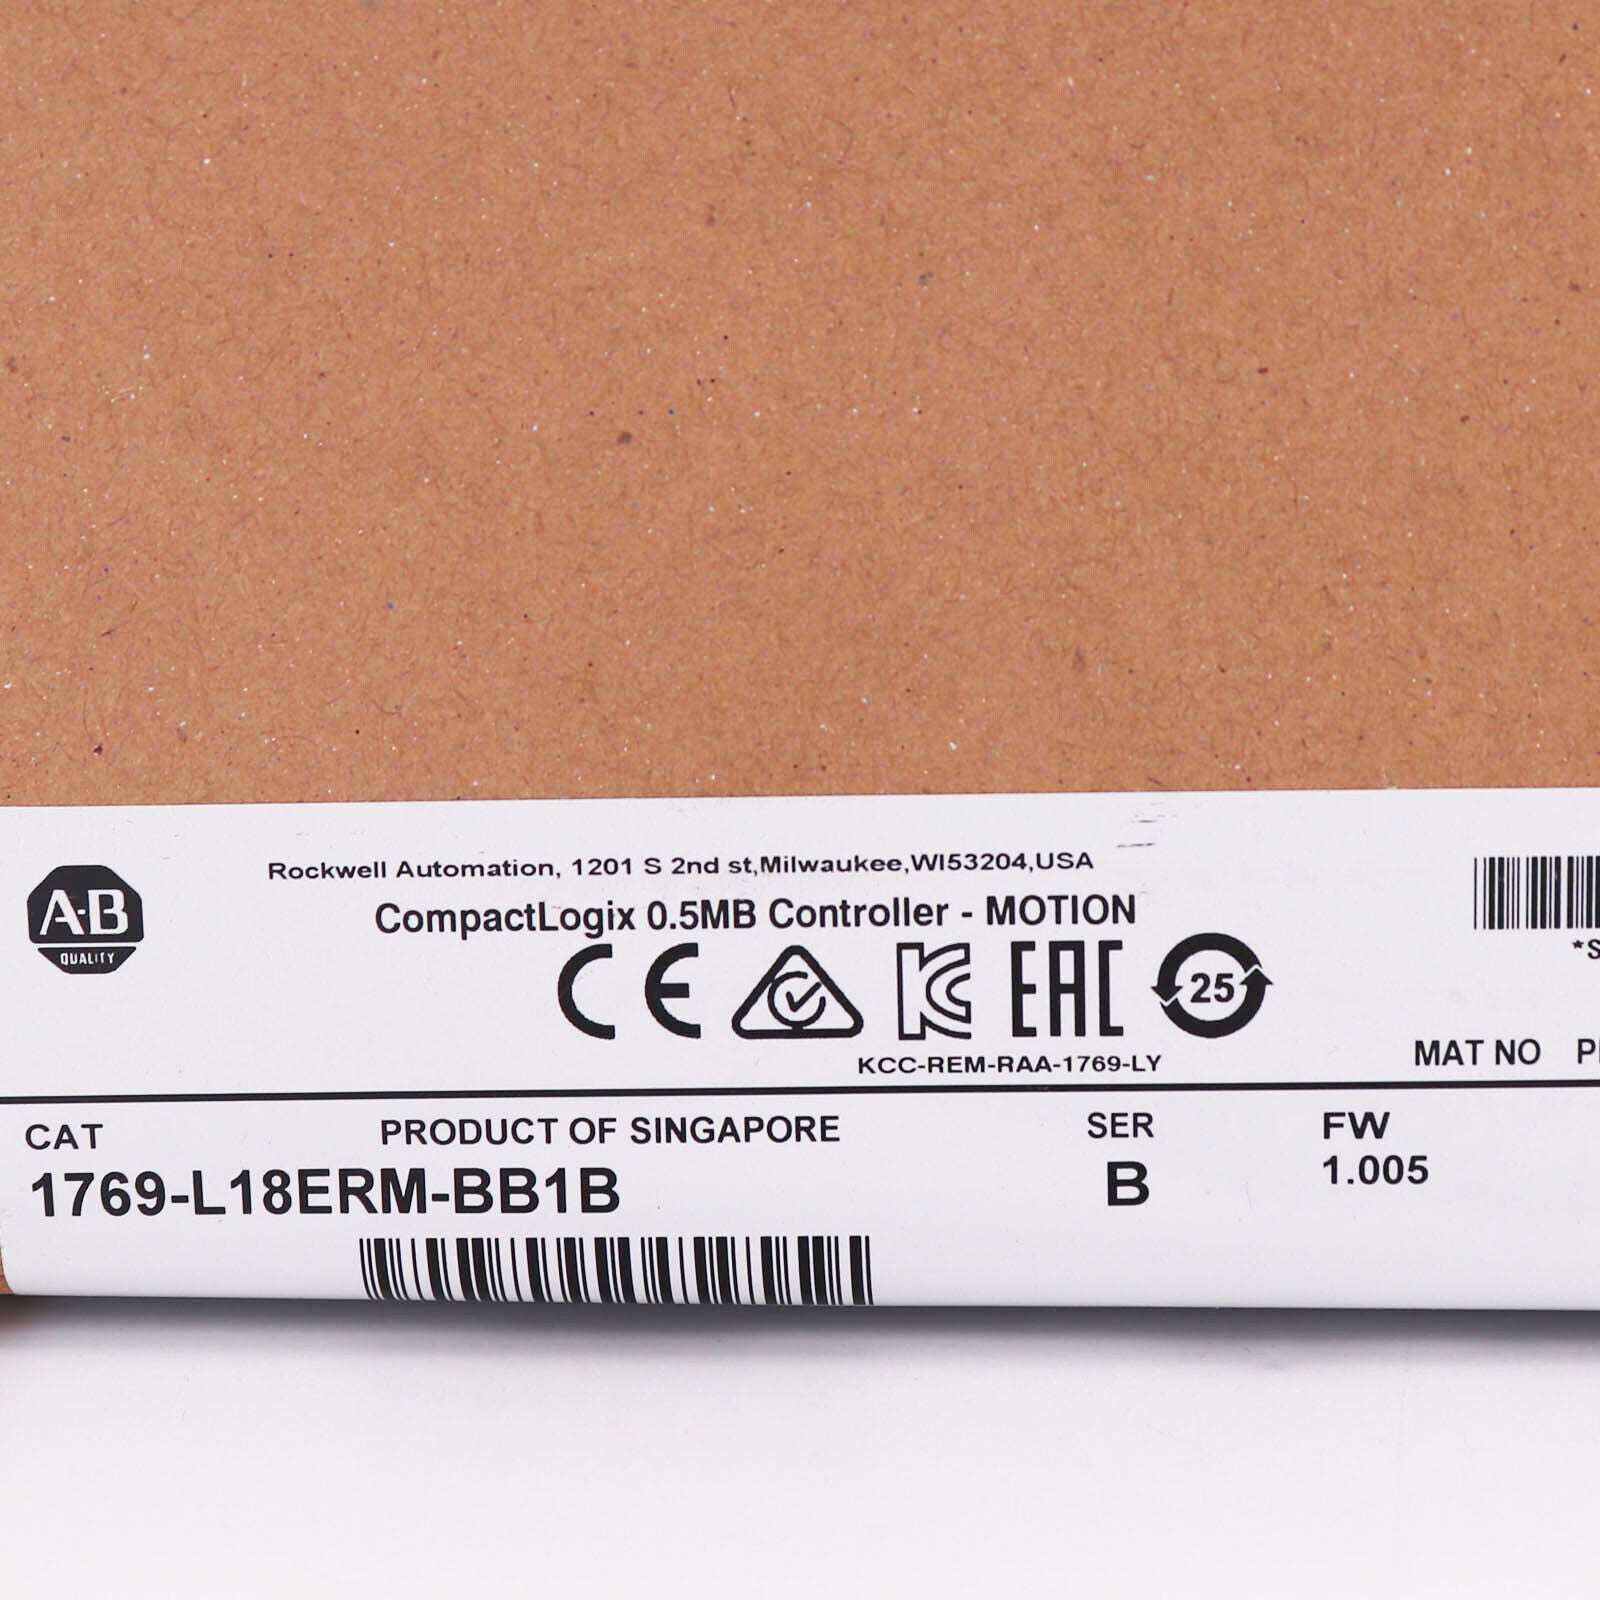 A-B
QUALITY
Rockwell Automation, 1201 S 2nd st,Milwaukee,WI53204,USA
CompactLogix 0.5MB Controller - MOTION
CE KC EAC 25
KCC-REM-RAA-1769-LY
*S
MAT NO
CAT PRODUCT OF SINGAPORE SER FW
1769-L18ERM-BB1B B 1.005